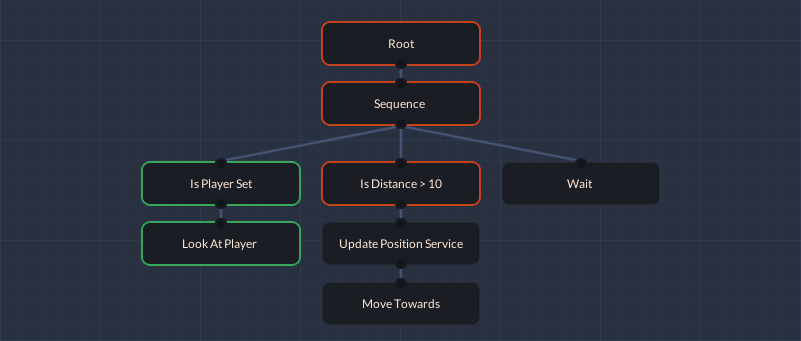 Root
Sequence
Is Player Set
Is Distance > 10
Wait
Look At Player
Update Position Service
Move Towards